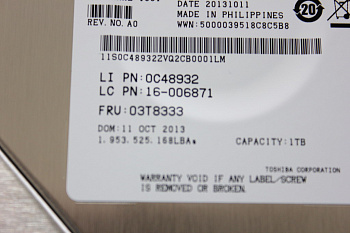 20131011
MADE IN PHILIPPINES
REV. NO. A0
WWN:5000039518C8C5B8
20
11S0C48932ZVQ2CB0001LM
LI PN:0C48932
LC PN:16-006871
FRU:03T8333
DOM:11 OCT 2013
1,953,525,168LBAs
CAPACITY:1TB
TOSHIBA CORPORATION
WARRANTY VOID IF ANY LABEL/SCREW
IS REMOVED OR BROKEN.